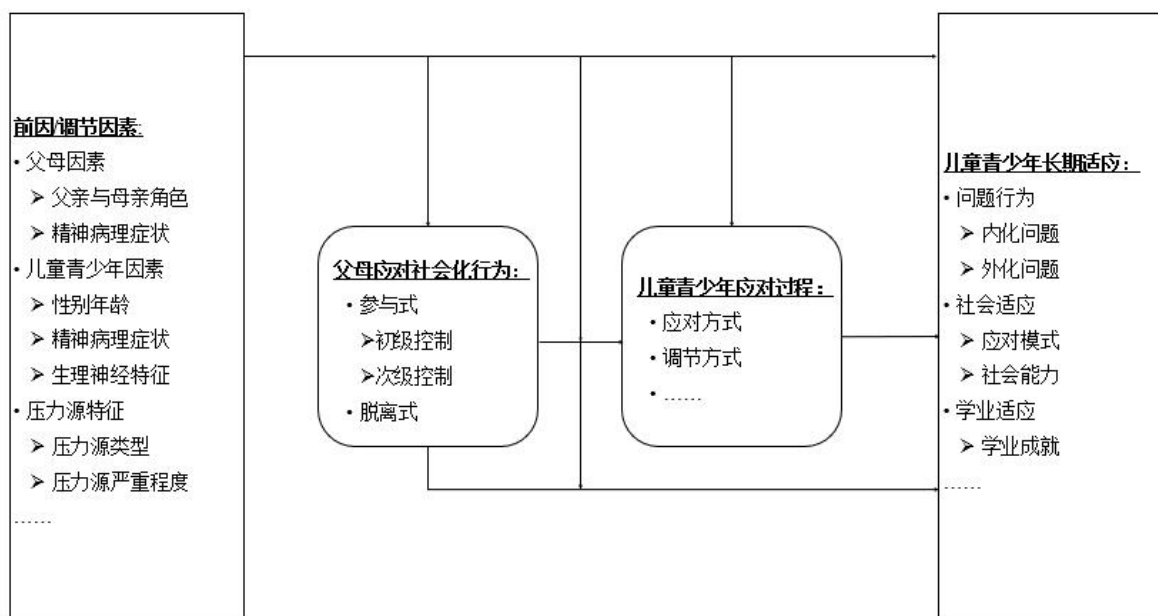 前因/调节因素:
• 父母因素
➢ 父亲与母亲角色
➢ 精神病理症状
• 儿童青少年因素
➢ 性别年龄
➢ 精神病理症状
➢ 生理神经特征
• 压力源特征
➢ 压力源类型
➢ 压力源严重程度
……
父母应对社会化行为：
• 参与式
➢初级控制
➢次级控制
• 脱离式
儿童青少年应对过程：
• 应对方式
• 调节方式
• ……
儿童青少年长期适应：
• 问题行为
➢ 内化问题
➢ 外化问题
• 社会适应
➢ 应对模式
➢ 社会能力
• 学业适应
➢ 学业成就
……